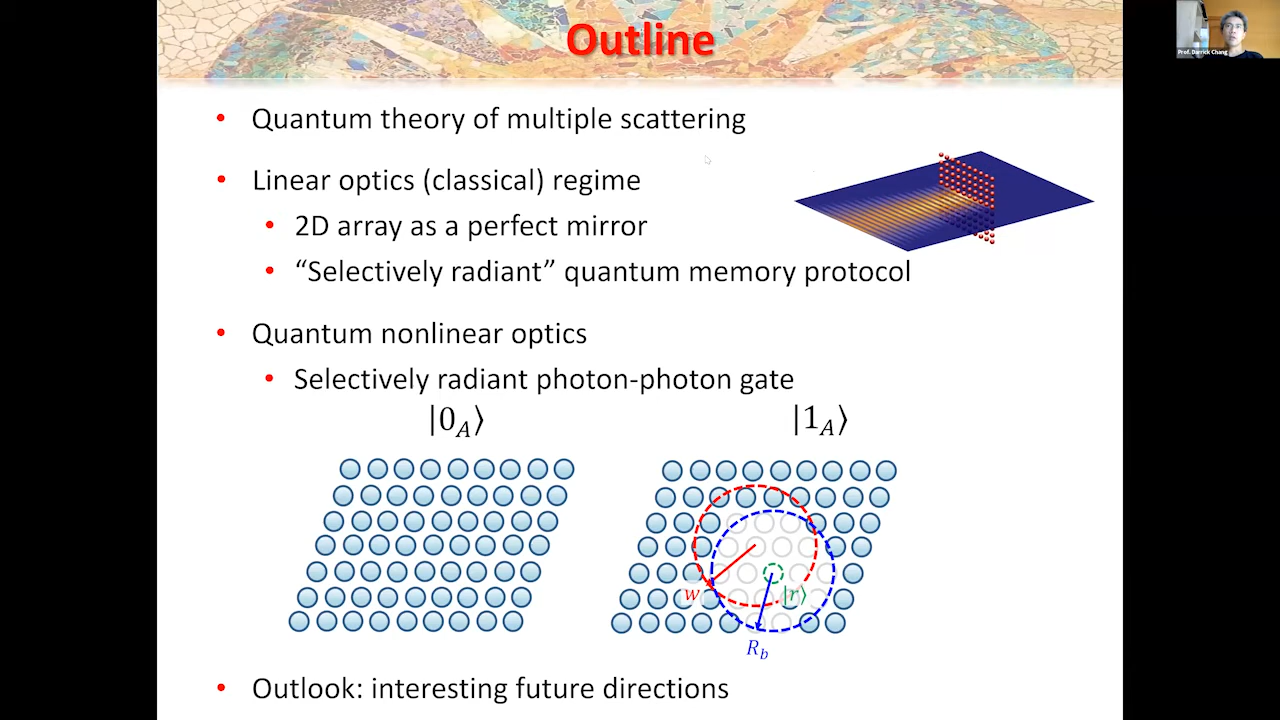 Outline
Prof. Darrick Chang
• Quantum theory of multiple scattering
• Linear optics (classical) regime
• 2D array as a perfect mirror
• “Selectively radiant” quantum memory protocol
• Quantum nonlinear optics
• Selectively radiant photon-photon gate
|0_A⟩
|1_A⟩
w
|r⟩
R_b
• Outlook: interesting future directions